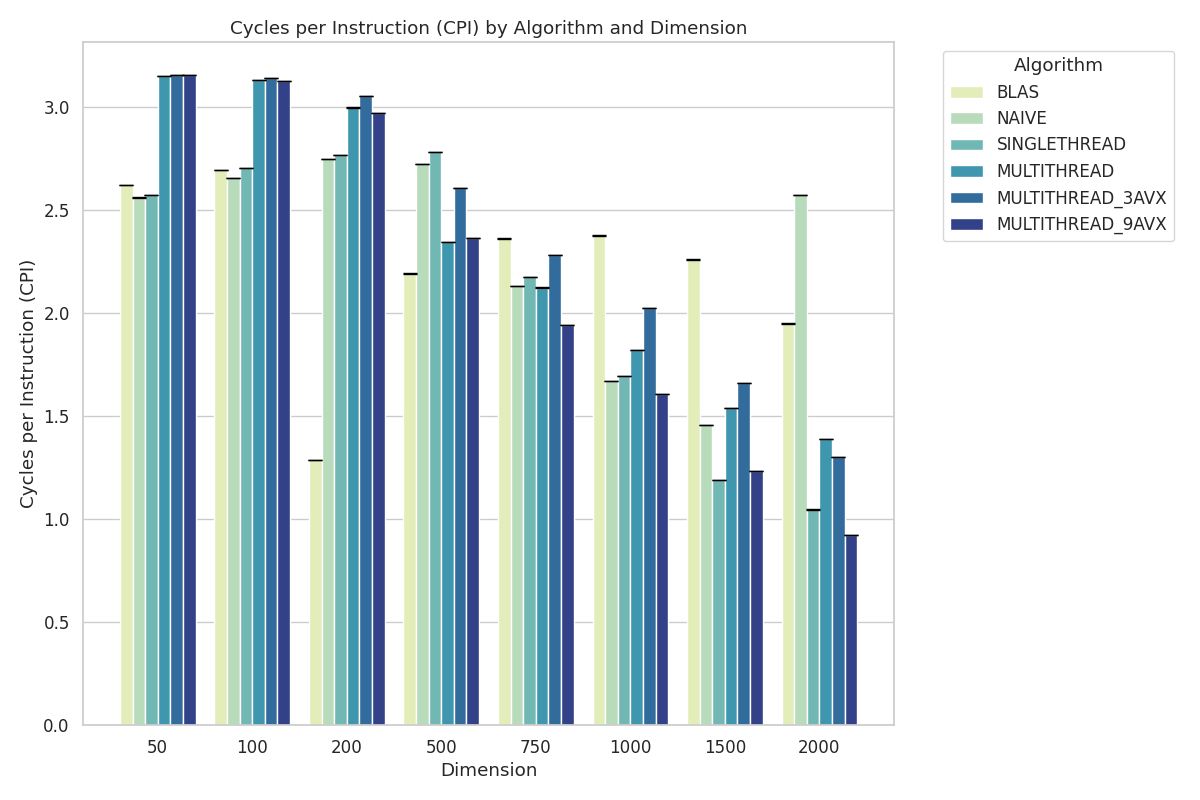 Cycles per Instruction (CPI) by Algorithm and Dimension
Cycles per Instruction (CPI)
3.0
2.5
2.0
1.5
1.0
0.5
0.0
50 100 200 500 750 1000 1500 2000
Dimension
Algorithm
BLAS
NAIVE
SINGLETHREAD
MULTITHREAD
MULTITHREAD_3AVX
MULTITHREAD_9AVX